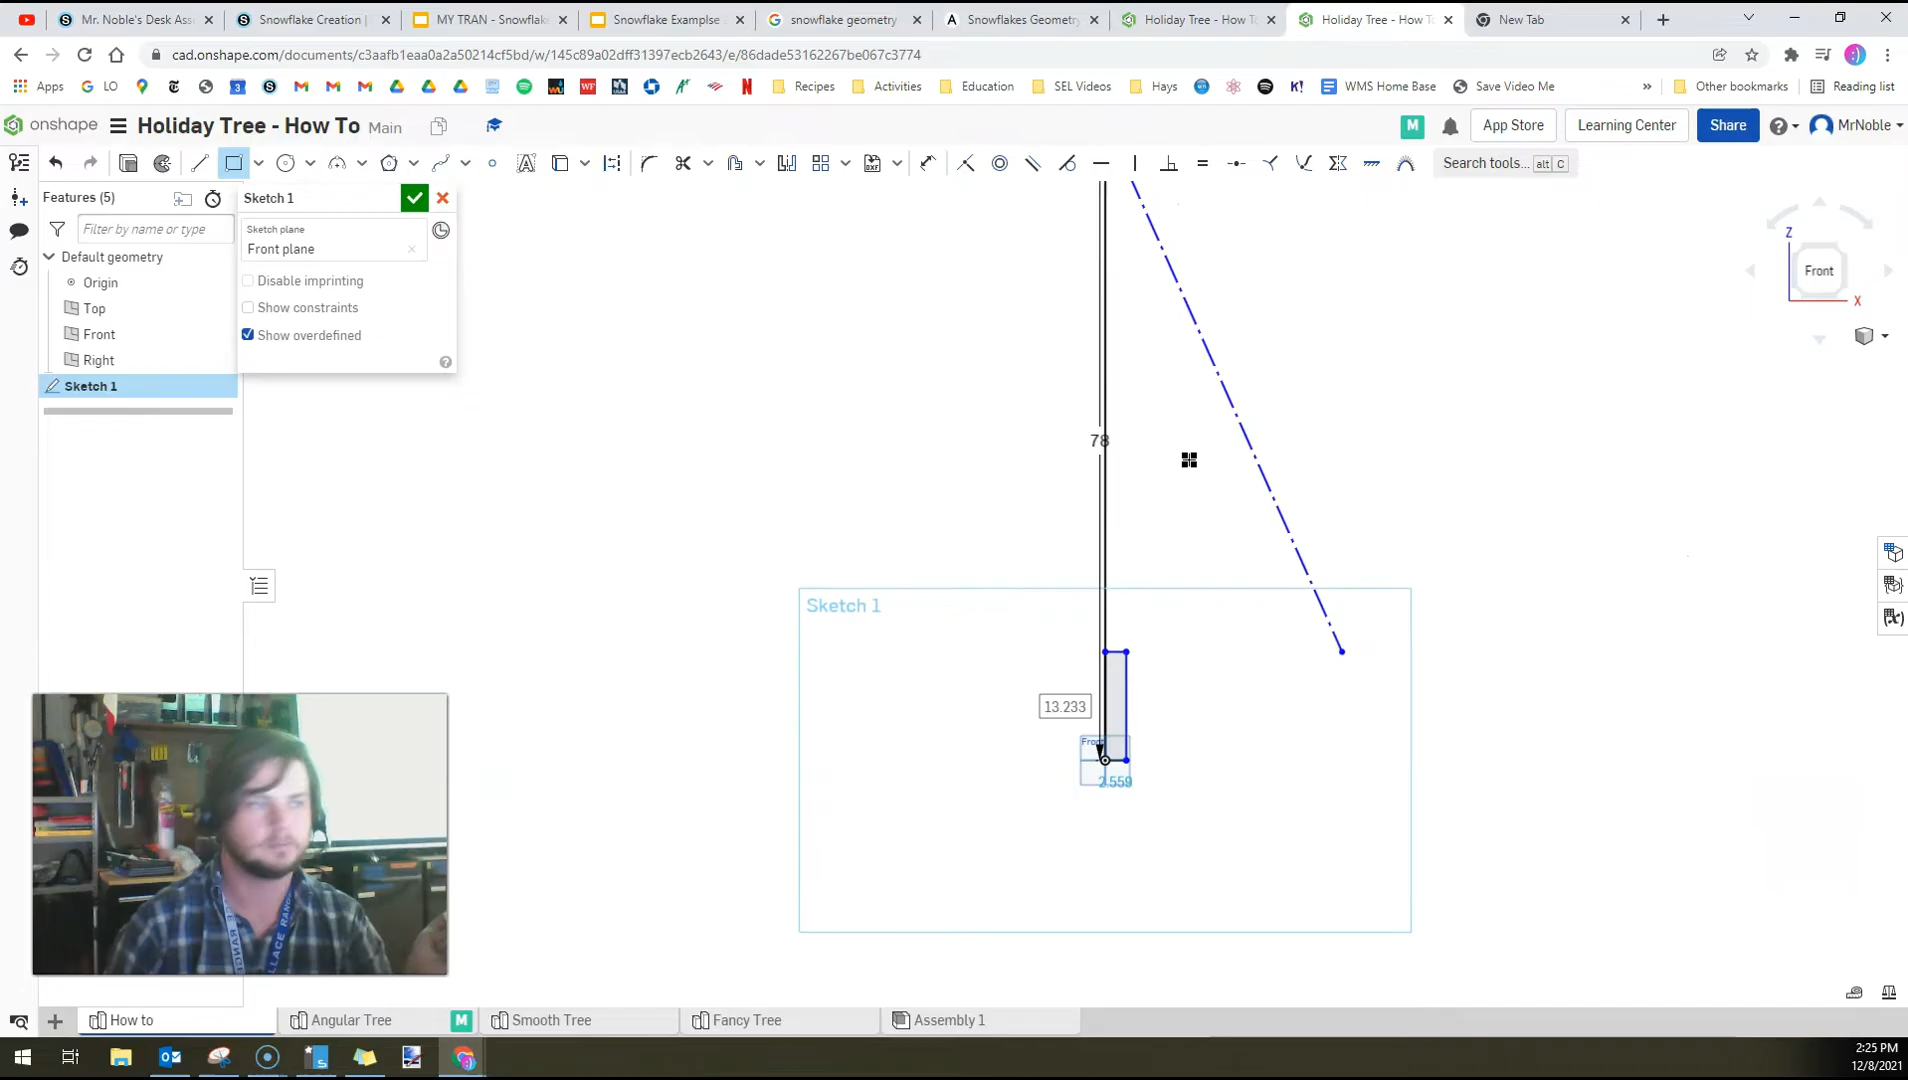 Mr. Noble's Desk Ass
Snowflake Creation |
MY TRAN - Snowflak
Snowflake Examplse
snowflake geometry
Snowflakes Geometry
Holiday Tree - How T
Holiday Tree - How T
New Tab
cad.onshape.com/documents/c3aafb1eaa0a2a50214cf5bd/w/145c89a02dff31397ecb2643/e/86dade53162267be067c3774
Apps
LO
Recipes
Activities
Education
SEL Videos
Hays
K!
WMS Home Base
Save Video Me
»
Other bookmarks
Reading list
onshape
Holiday Tree - How To
Main
M
App Store
Learning Center
Share
MrNoble
Search tools...
alt C
Features (5)
Filter by name or type
Default geometry
Origin
Top
Front
Right
Sketch 1
Sketch 1
Sketch plane
Front plane
Disable imprinting
Show constraints
Show overdefined
Z
Front
X
78
Sketch 1
13.233
Front
2.559
How to
Angular Tree
M
Smooth Tree
Fancy Tree
Assembly 1
2:25 PM
12/8/2021